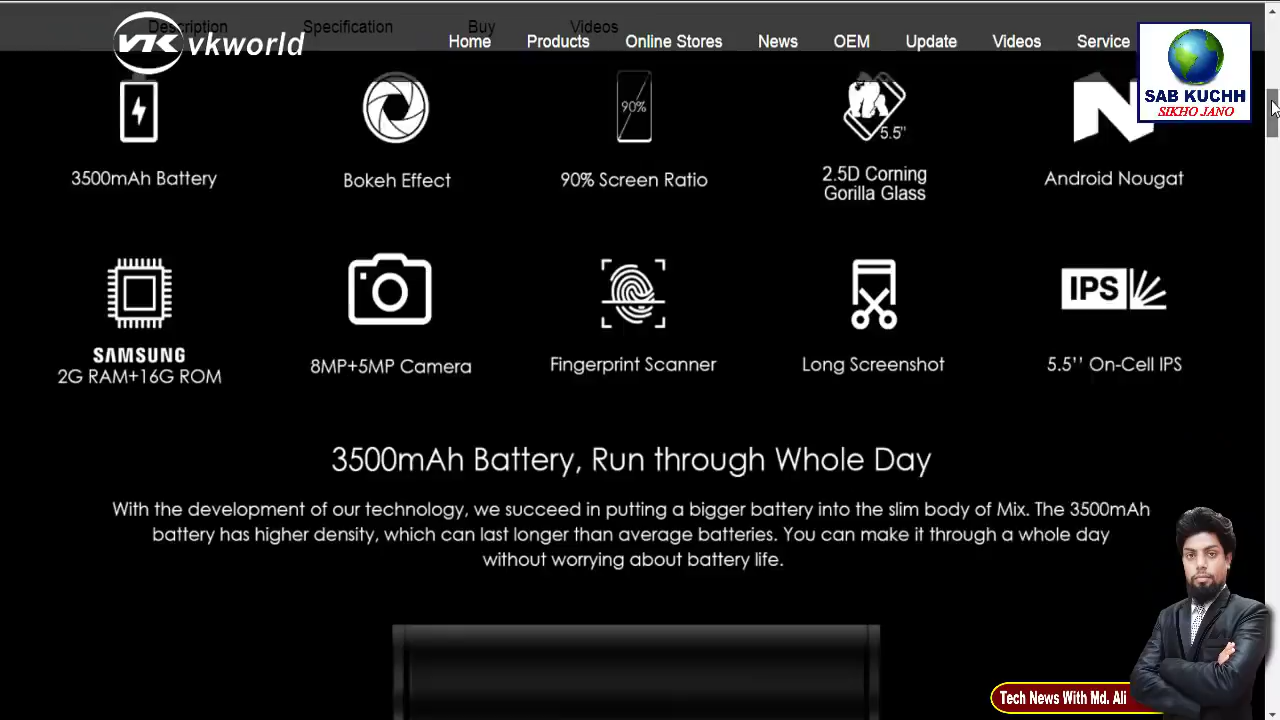 Description Specification Buy Videos
vkworld
Home Products Online Stores News OEM Update Videos Service
SAB KUCHH
SIKHO JANO
90%
5.5"
3500mAh Battery
Bokeh Effect
90% Screen Ratio
2.5D Corning
Gorilla Glass
Android Nougat
IPS
SAMSUNG
2G RAM+16G ROM
8MP+5MP Camera
Fingerprint Scanner
Long Screenshot
5.5’’ On-Cell IPS
3500mAh Battery, Run through Whole Day
With the development of our technology, we succeed in putting a bigger battery into the slim body of Mix. The 3500mAh
battery has higher density, which can last longer than average batteries. You can make it through a whole day
without worrying about battery life.
Tech News With Md. Ali